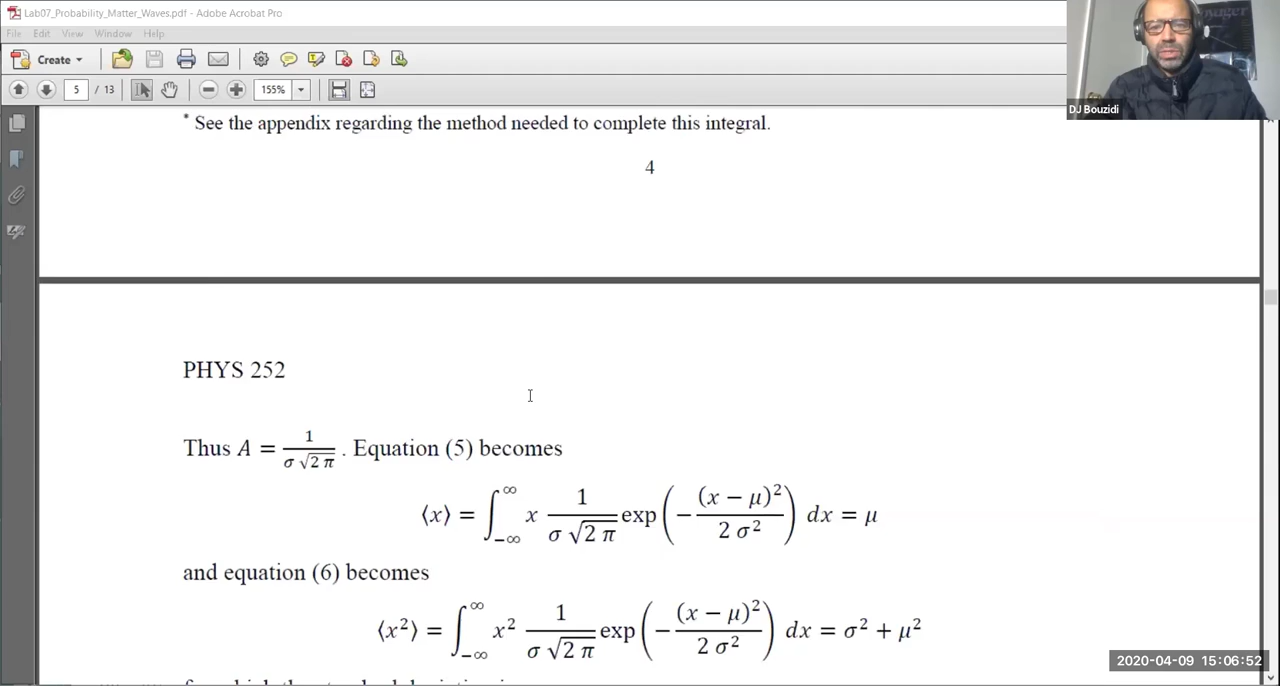 Lab07_Probability_Matter_Waves.pdf - Adobe Acrobat Pro
File Edit View Window Help
Create
5 / 13 155%
DJ Bouzidi
* See the appendix regarding the method needed to complete this integral.
4
PHYS 252
Thus A = 1/(σ √2 π) . Equation (5) becomes
⟨x⟩ = ∫_{-∞}^{∞} x 1/(σ √2 π) exp(−(x − μ)²/(2 σ²)) dx = μ
and equation (6) becomes
⟨x²⟩ = ∫_{-∞}^{∞} x² 1/(σ √2 π) exp(−(x − μ)²/(2 σ²)) dx = σ² + μ²
2020-04-09 15:06:52